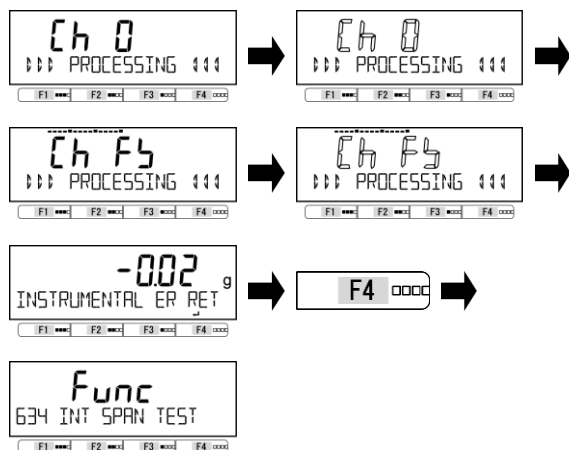 Ch 0
PROCESSING
F1 F2 F3 F4
Ch 0
PROCESSING
F1 F2 F3 F4
Ch FS
PROCESSING
F1 F2 F3 F4
Ch FS
PROCESSING
F1 F2 F3 F4
-0.02 g
INSTRUMENTAL ER RET
F1 F2 F3 F4
F4
Func
634 INT SPAN TEST
F1 F2 F3 F4